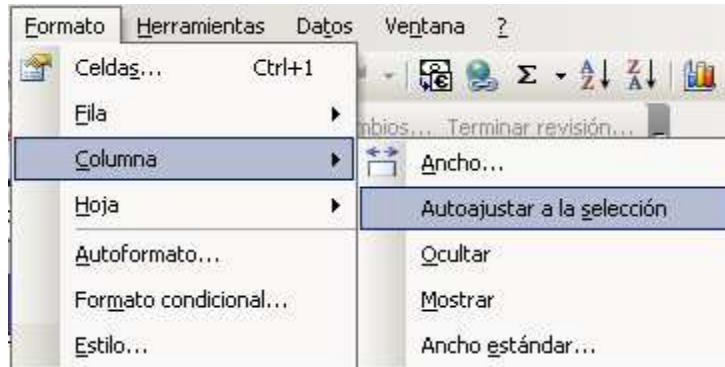 Formato Herramientas Datos Ventana ?
Celdas... Ctrl+1
Fila
Terminar revisión...
Columna
Ancho...
Hoja
Autoajustar a la selección
Autoformato...
Ocultar
Formato condicional...
Mostrar
Estilo...
Ancho estándar...